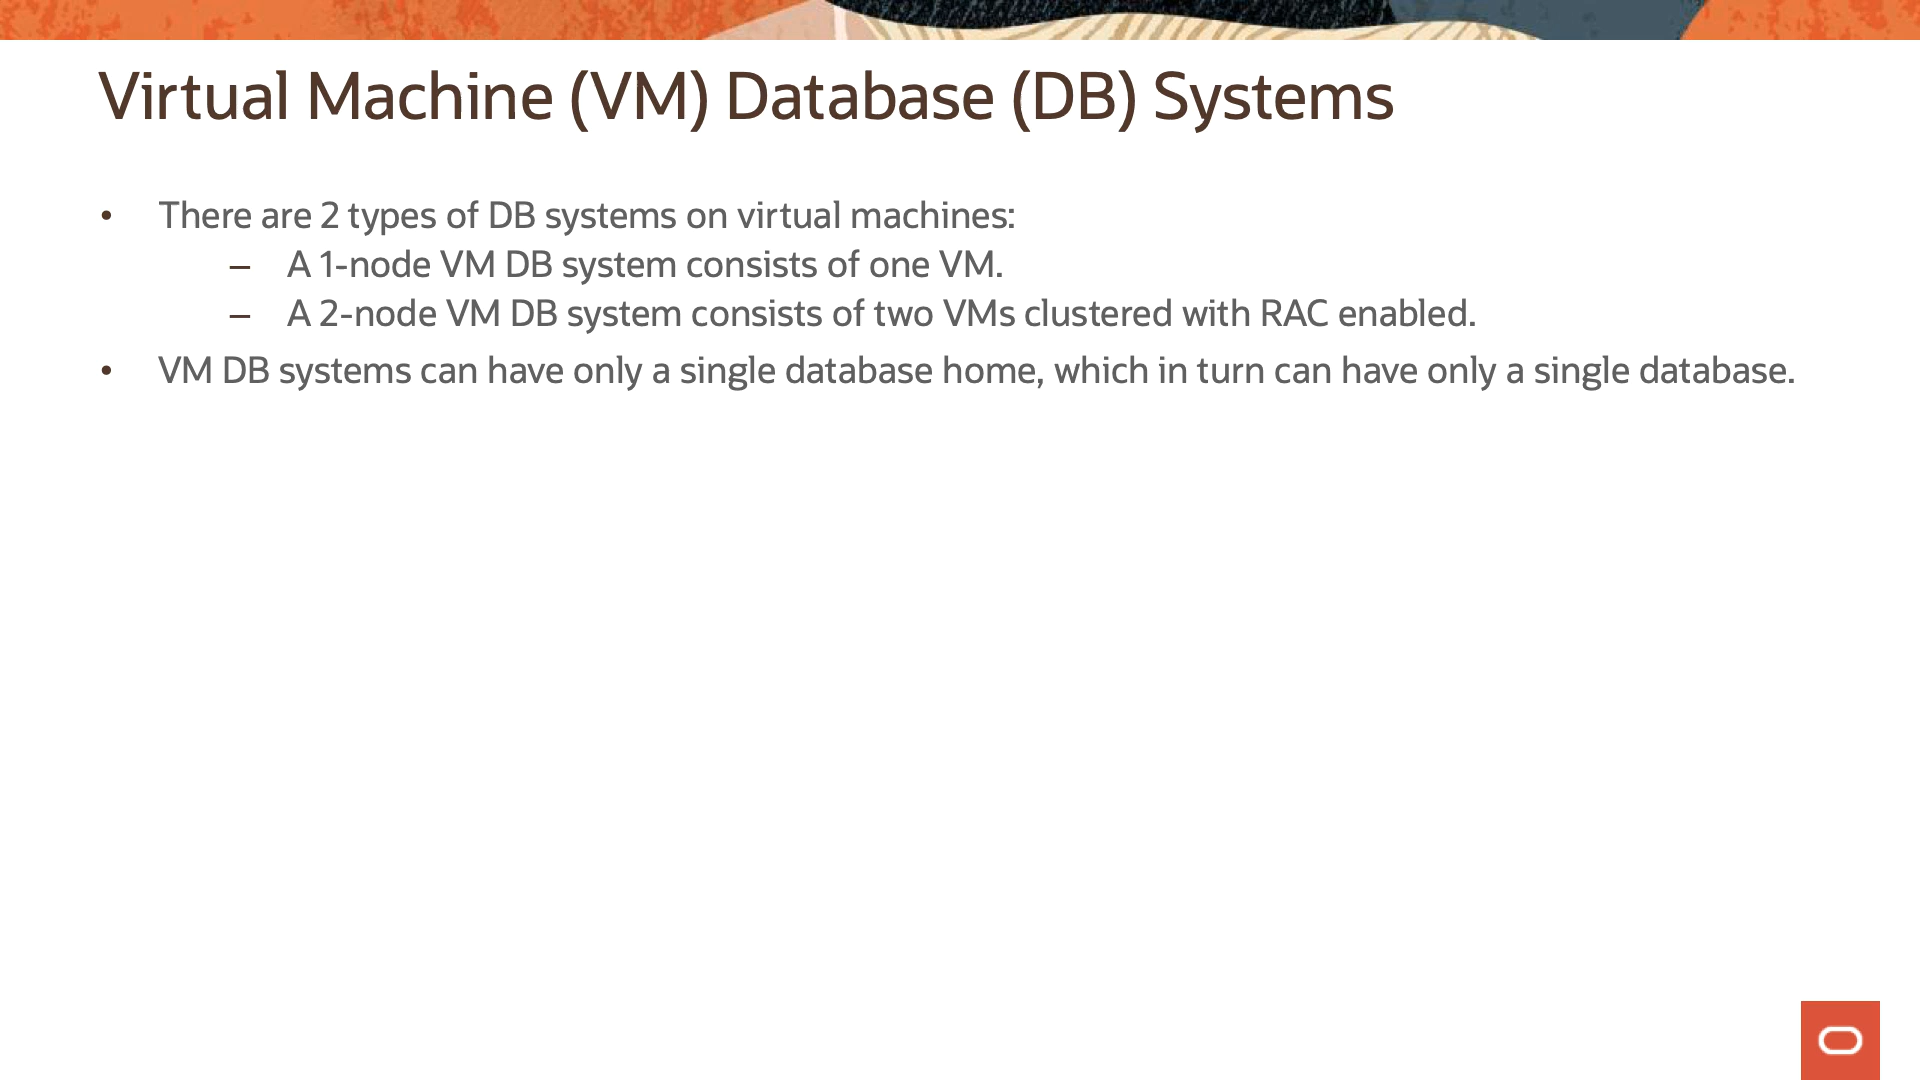 Virtual Machine (VM) Database (DB) Systems
• There are 2 types of DB systems on virtual machines:
– A 1-node VM DB system consists of one VM.
– A 2-node VM DB system consists of two VMs clustered with RAC enabled.
• VM DB systems can have only a single database home, which in turn can have only a single database.